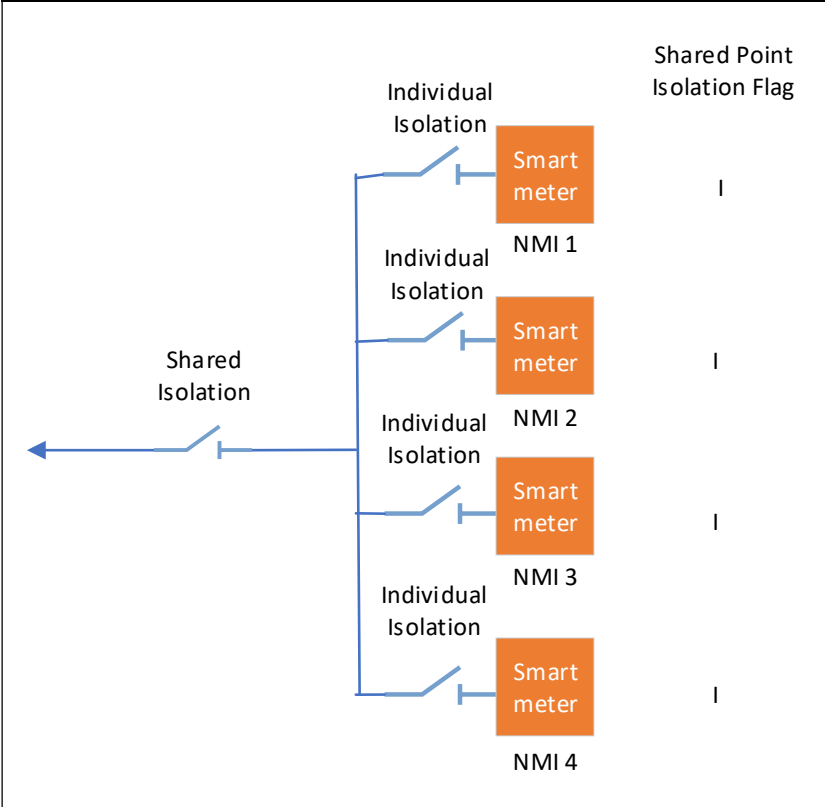 Shared Point
Isolation Flag
Individual
Isolation
Smart
meter
I
NMI 1
Individual
Isolation
Smart
meter
I
NMI 2
Shared
Isolation
Individual
Isolation
Smart
meter
I
NMI 3
Individual
Isolation
Smart
meter
I
NMI 4